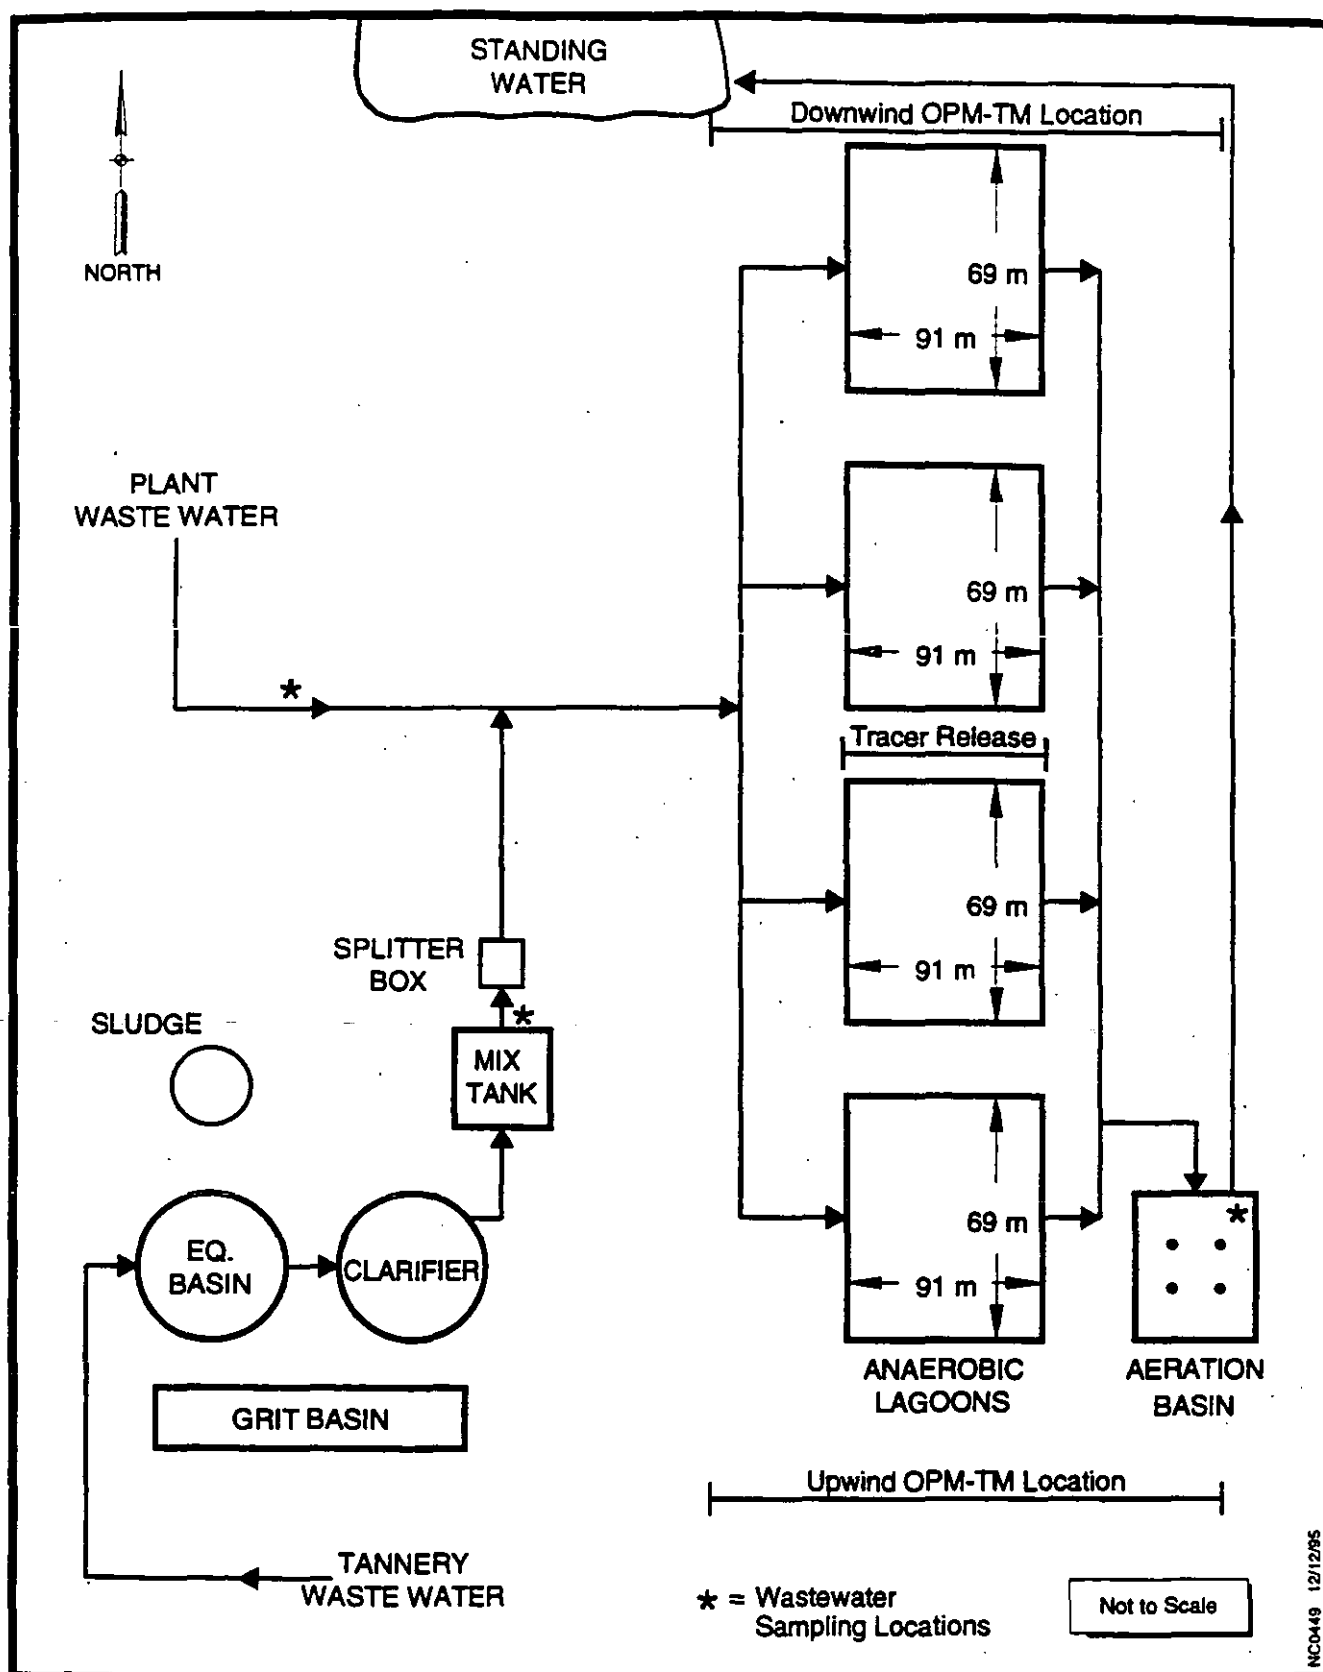 STANDING
WATER
Downwind OPM-TM Location
NORTH
69 m
91 m
PLANT
WASTE WATER
69 m
91 m
*
Tracer Release
69 m
91 m
SPLITTER
BOX
*
SLUDGE
MIX
TANK
69 m
91 m
*
EQ.
BASIN
CLARIFIER
ANAEROBIC
LAGOONS
AERATION
BASIN
GRIT BASIN
Upwind OPM-TM Location
TANNERY
WASTE WATER
* = Wastewater
Sampling Locations
Not to Scale
NC0449 12/12/95